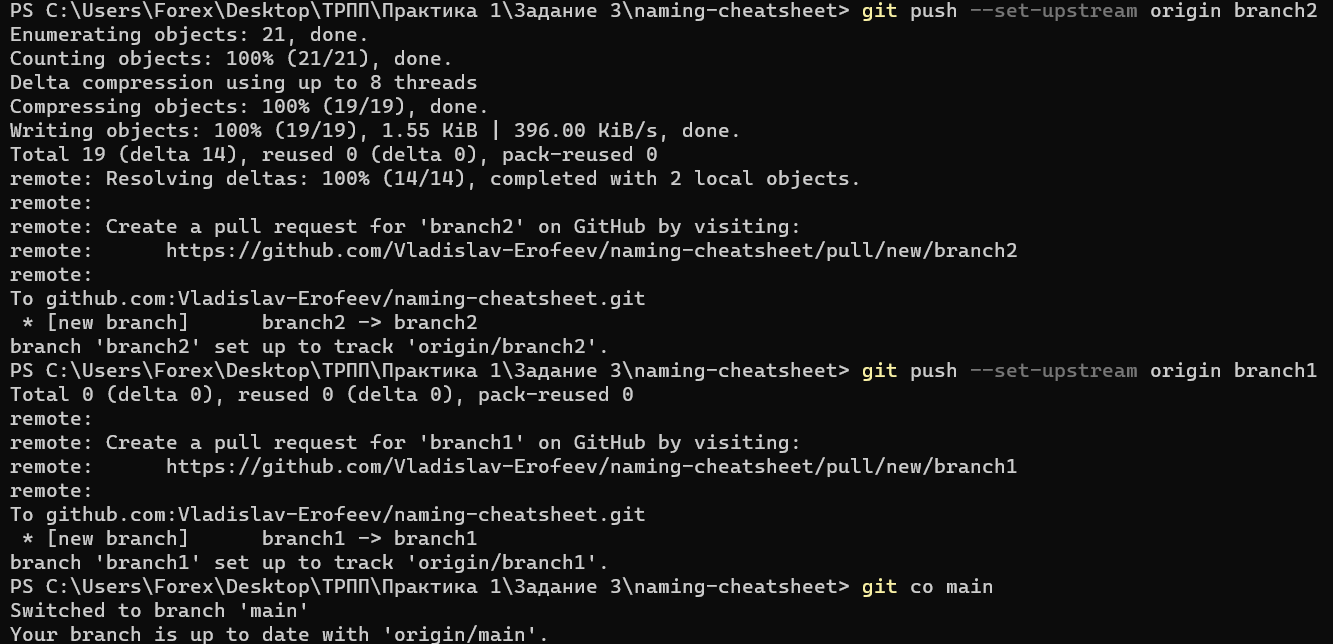 PS C:\Users\Forex\Desktop\ТРПП\Практика 1\Задание 3\naming-cheatsheet> git push --set-upstream origin branch2
Enumerating objects: 21, done.
Counting objects: 100% (21/21), done.
Delta compression using up to 8 threads
Compressing objects: 100% (19/19), done.
Writing objects: 100% (19/19), 1.55 KiB | 396.00 KiB/s, done.
Total 19 (delta 14), reused 0 (delta 0), pack-reused 0
remote: Resolving deltas: 100% (14/14), completed with 2 local objects.
remote:
remote: Create a pull request for 'branch2' on GitHub by visiting:
remote:      https://github.com/Vladislav-Erofeev/naming-cheatsheet/pull/new/branch2
remote:
To github.com:Vladislav-Erofeev/naming-cheatsheet.git
 * [new branch]      branch2 -> branch2
branch 'branch2' set up to track 'origin/branch2'.
PS C:\Users\Forex\Desktop\ТРПП\Практика 1\Задание 3\naming-cheatsheet> git push --set-upstream origin branch1
Total 0 (delta 0), reused 0 (delta 0), pack-reused 0
remote:
remote: Create a pull request for 'branch1' on GitHub by visiting:
remote:      https://github.com/Vladislav-Erofeev/naming-cheatsheet/pull/new/branch1
remote:
To github.com:Vladislav-Erofeev/naming-cheatsheet.git
 * [new branch]      branch1 -> branch1
branch 'branch1' set up to track 'origin/branch1'.
PS C:\Users\Forex\Desktop\ТРПП\Практика 1\Задание 3\naming-cheatsheet> git co main
Switched to branch 'main'
Your branch is up to date with 'origin/main'.